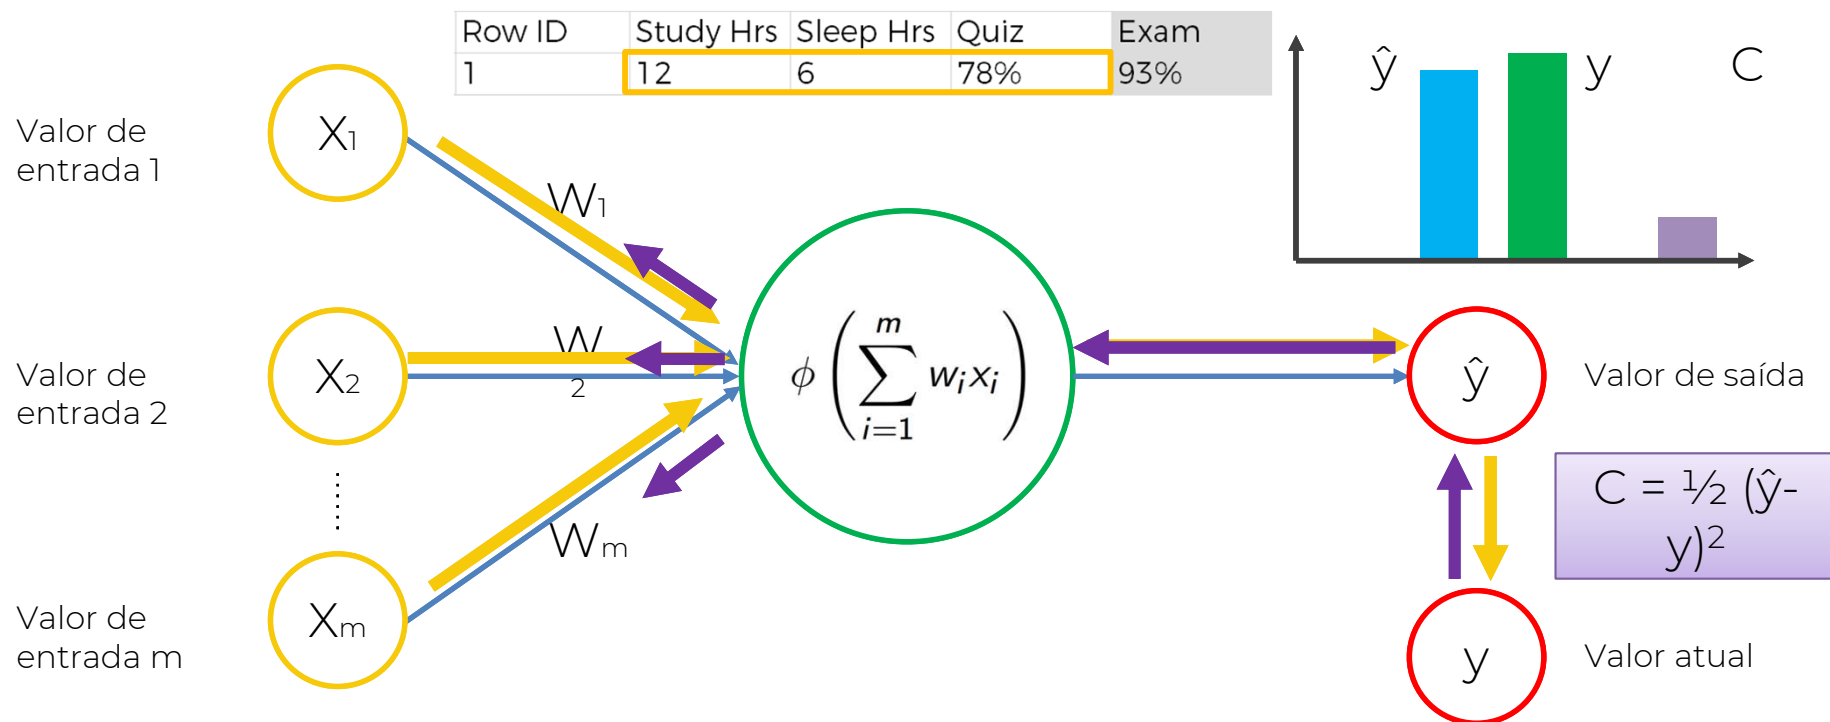 Row ID Study Hrs Sleep Hrs Quiz Exam
1 12 6 78% 93%
ŷ y C
Valor de
entrada 1
X1
W1
Valor de
entrada 2
X2
W
2
ϕ(∑_{i=1}^{m} w_i x_i)
ŷ
Valor de saída
C = ½ (ŷ-
y)²
Valor de
entrada m
Xm
Wm
y
Valor atual